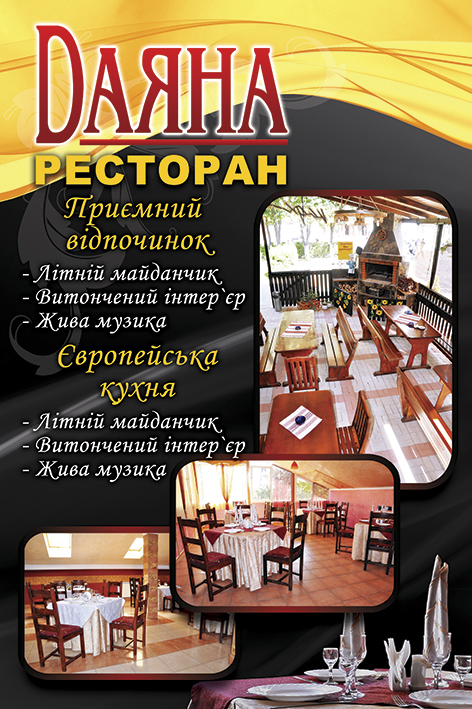 DАЯНА
РЕСТОРАН
Приємний
відпочинок
- Літній майданчик
- Витончений інтер`єр
- Жива музика
Європейська
кухня
- Літній майданчик
- Витончений інтер`єр
- Жива музика